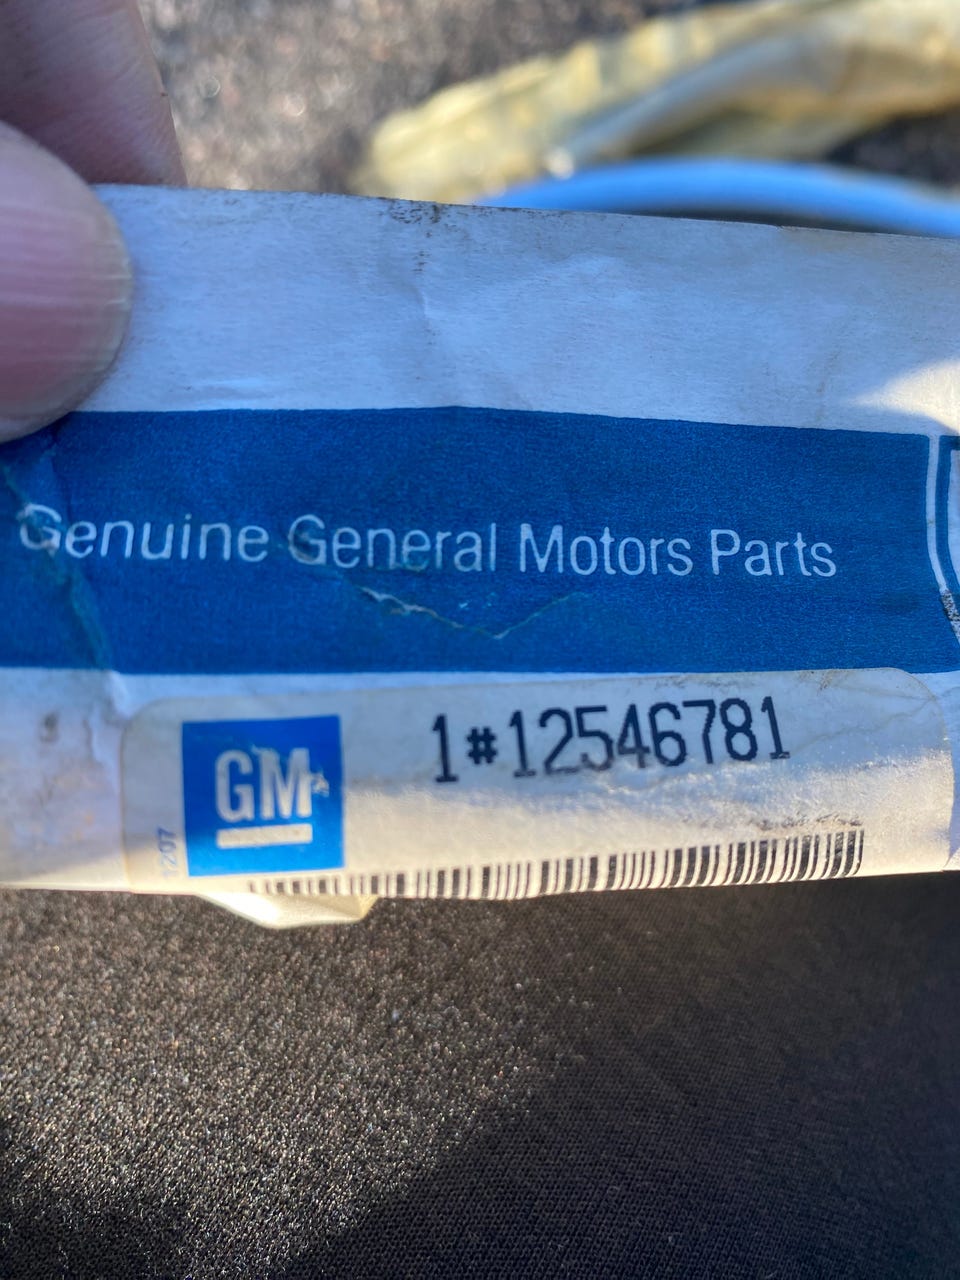 Genuine General Motors Parts
1#12546781
GM
1207